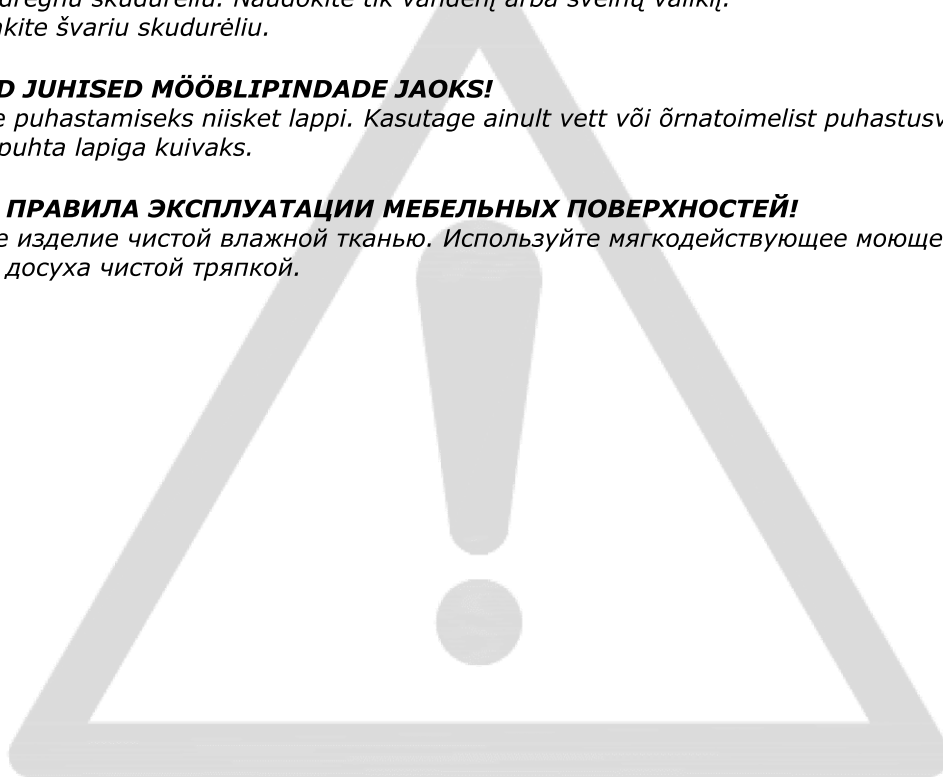 skudurėliu. Naudokite tik vandenį arba švelnų valiklį.
kite švariu skudurėliu.
D JUHISED MÖÖBLIPINDADE JAOKS!
e puhastamiseks niisket lappi. Kasutage ainult vett või õrnatoimelist puhastusv
puhta lapiga kuivaks.
ПРАВИЛА ЭКСПЛУАТАЦИИ МЕБЕЛЬНЫХ ПОВЕРХНОСТЕЙ!
е изделие чистой влажной тканью. Используйте мягкодействующее моюще
досуха чистой тряпкой.